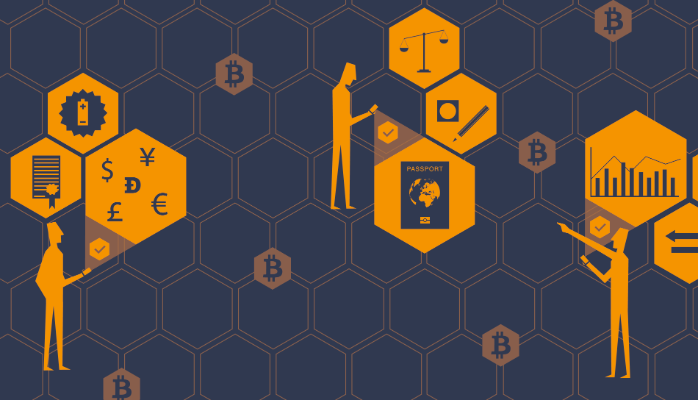 PASSPORT
$ ¥
Ð
£ €